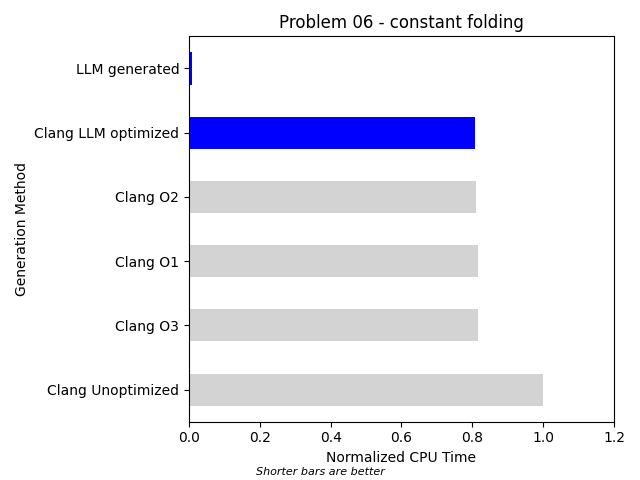 Problem 06 - constant folding
LLM generated
Clang LLM optimized
Clang O2
Clang O1
Clang O3
Clang Unoptimized
Generation Method
0.0 0.2 0.4 0.6 0.8 1.0 1.2
Normalized CPU Time
Shorter bars are better